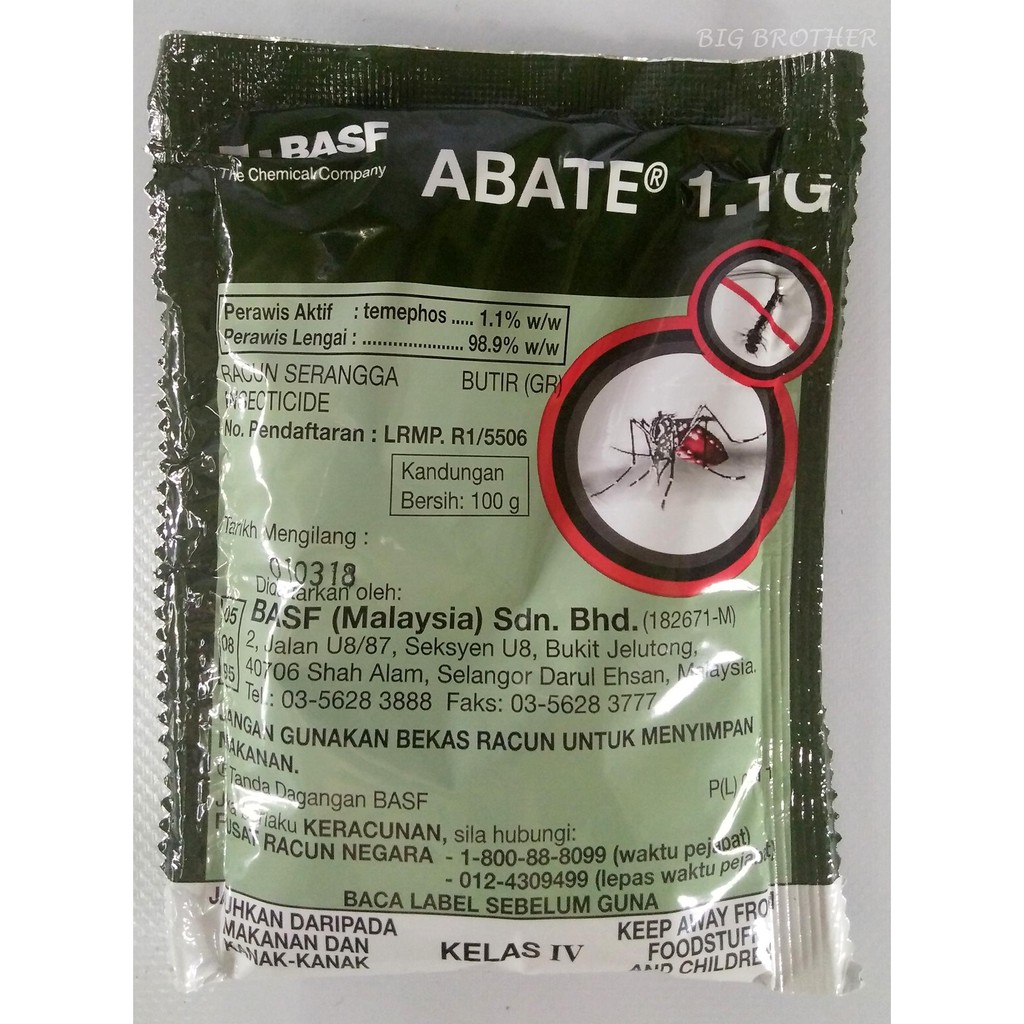 BIG BROTHER
BASF
The Chemical Company
ABATE® 1.1G
Perawis Aktif : temephos ..... 1.1% w/w
Perawis Lengai : ...................... 98.9% w/w
RACUN SERANGGA BUTIR (GR)
INSECTICIDE
No. Pendaftaran : LRMP. R1/5506
Kandungan
Bersih: 100 g
Tarikh Mengilang :
010318
oleh:
05
08
95
BASF (Malaysia) Sdn. Bhd. (182671-M)
2, Jalan U8/87, Seksyen U8, Bukit Jelutong,
40706 Shah Alam, Selangor Darul Ehsan, Malaysia.
Tel: 03-5628 3888 Faks: 03-5628 3777
JANGAN GUNAKAN BEKAS RACUN UNTUK MENYIMPAN
MAKANAN.
Tanda Dagangan BASF
KERACUNAN, sila hubungi:
PUSAT RACUN NEGARA - 1-800-88-8099 (waktu pejabat)
- 012-4309499 (lepas waktu pejabat)
BACA LABEL SEBELUM GUNA
JAUHKAN DARIPADA
MAKANAN DAN
KANAK-KANAK
KELAS IV
KEEP AWAY FROM
FOODSTUFF
AND CHILDREN